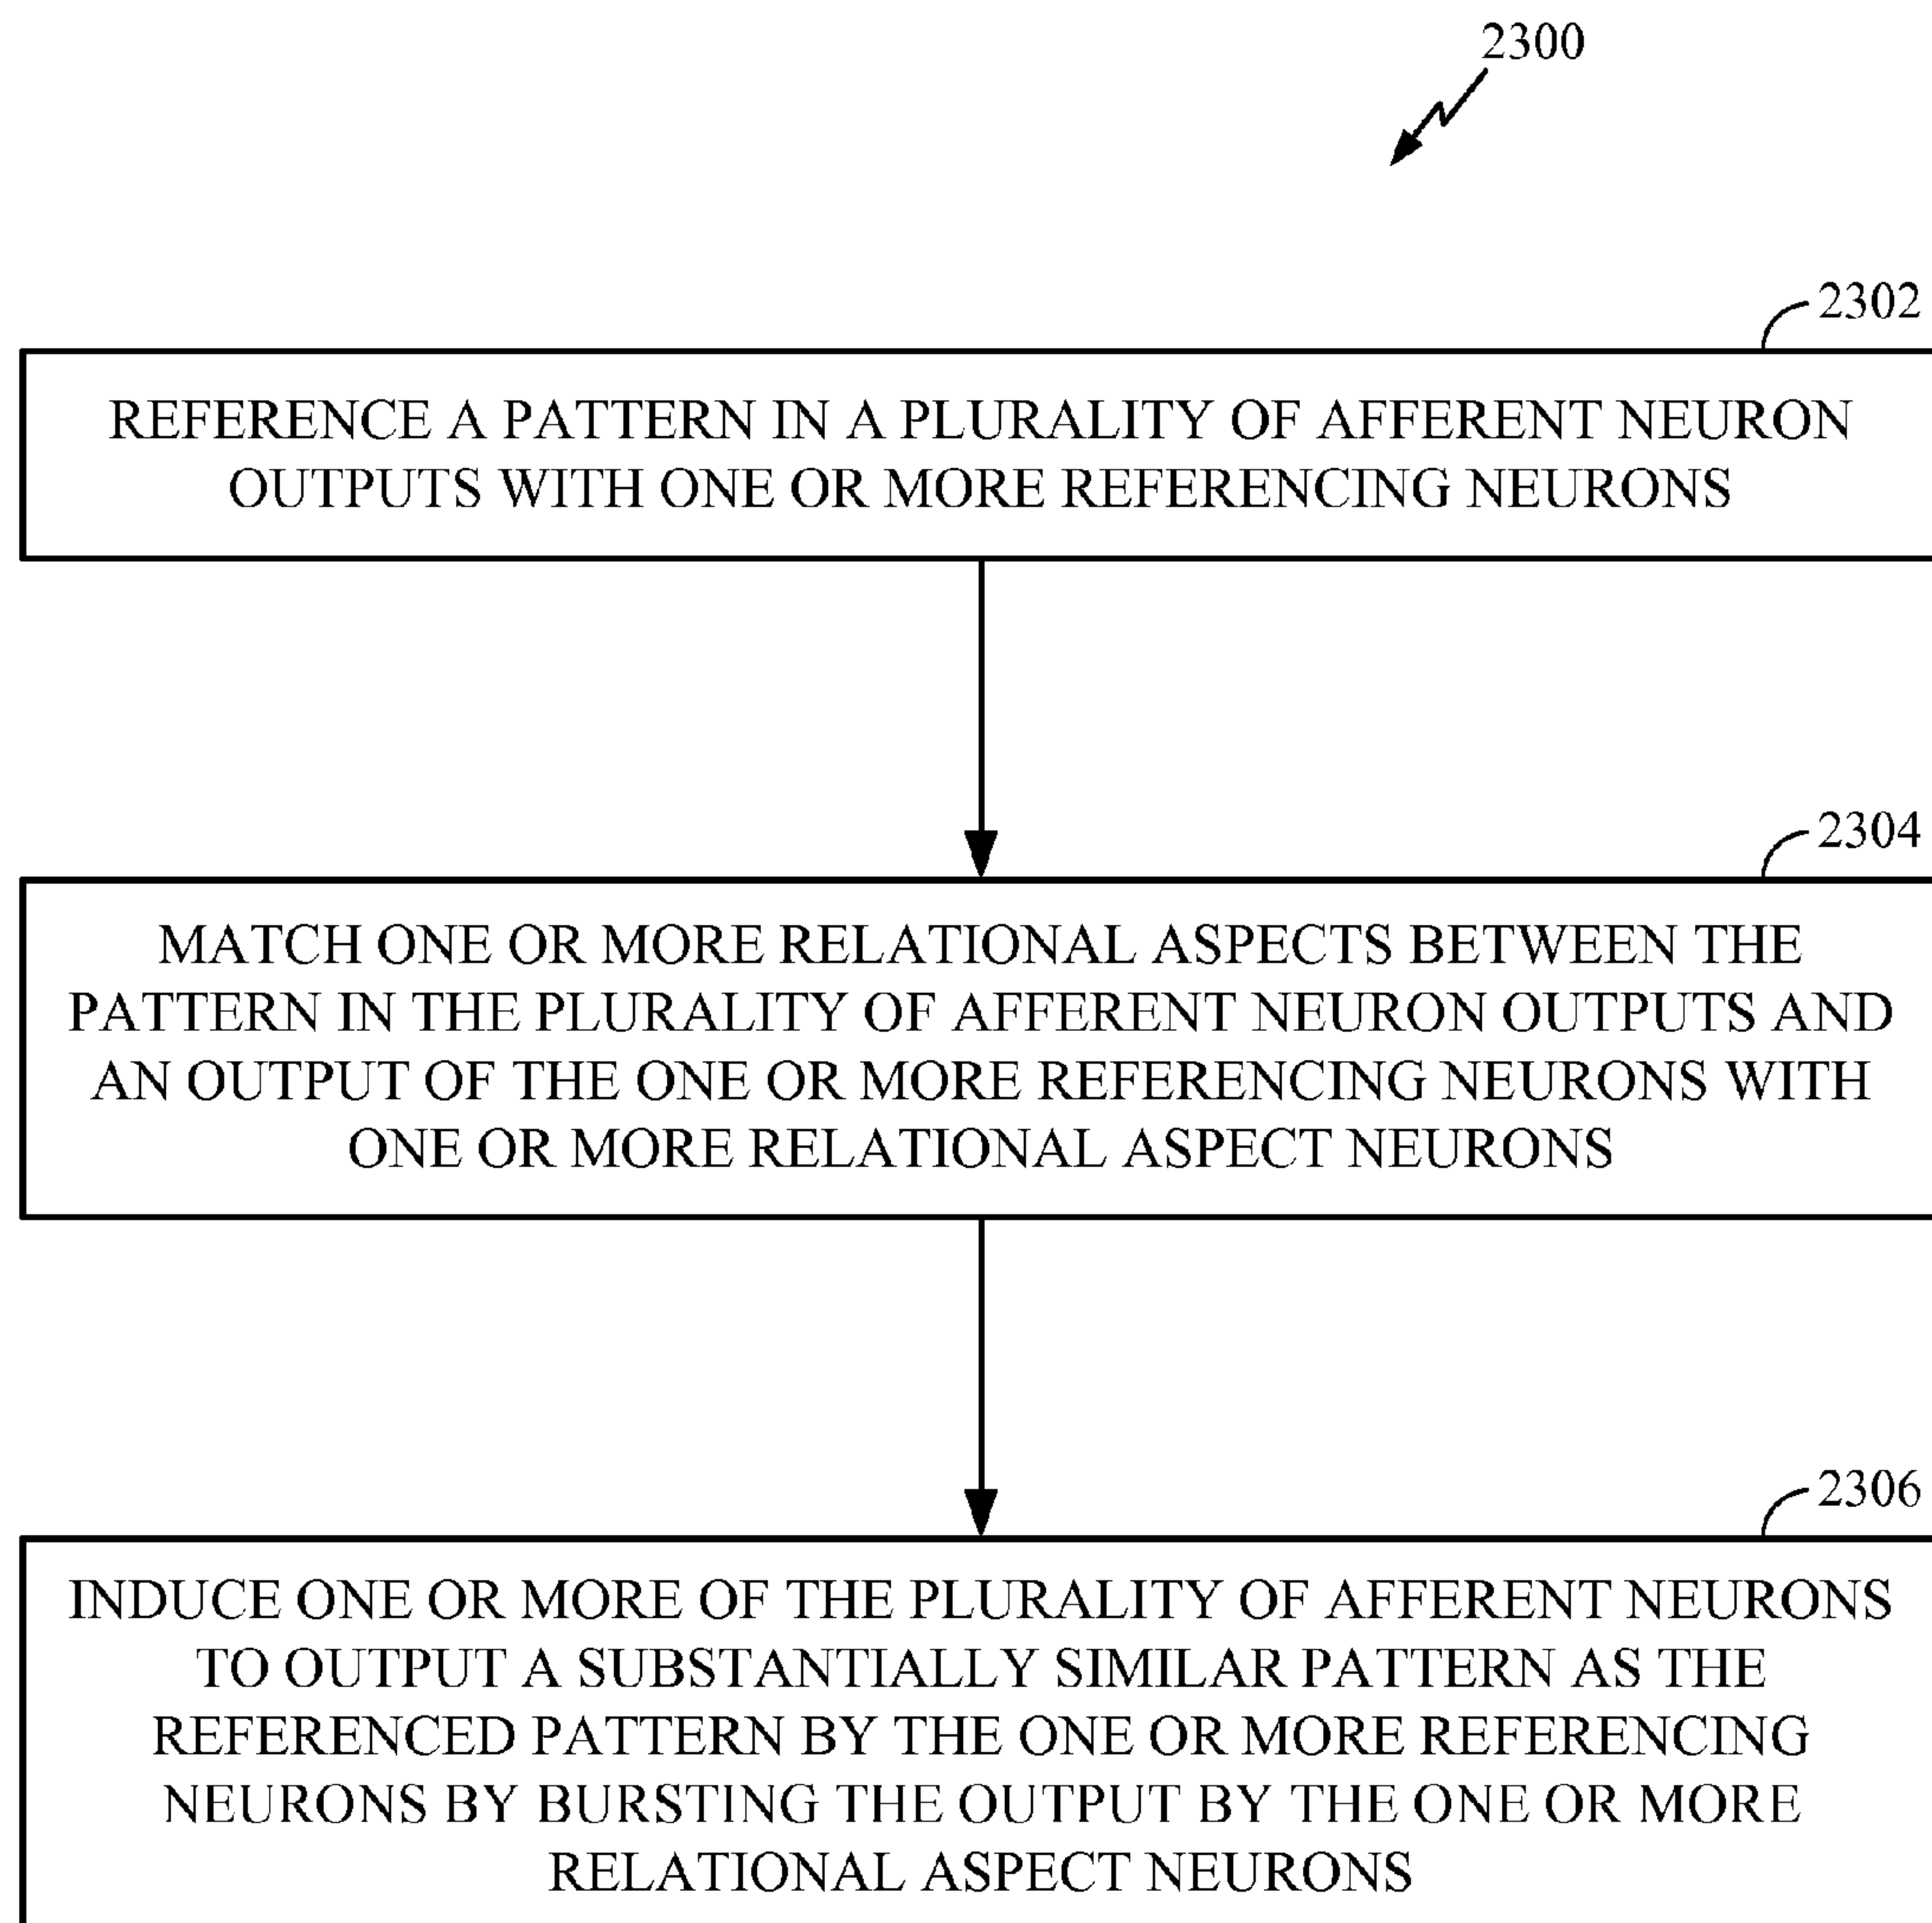 2300
2302
REFERENCE A PATTERN IN A PLURALITY OF AFFERENT NEURON
OUTPUTS WITH ONE OR MORE REFERENCING NEURONS
2304
MATCH ONE OR MORE RELATIONAL ASPECTS BETWEEN THE
PATTERN IN THE PLURALITY OF AFFERENT NEURON OUTPUTS AND
AN OUTPUT OF THE ONE OR MORE REFERENCING NEURONS WITH
ONE OR MORE RELATIONAL ASPECT NEURONS
2306
INDUCE ONE OR MORE OF THE PLURALITY OF AFFERENT NEURONS
TO OUTPUT A SUBSTANTIALLY SIMILAR PATTERN AS THE
REFERENCED PATTERN BY THE ONE OR MORE REFERENCING
NEURONS BY BURSTING THE OUTPUT BY THE ONE OR MORE
RELATIONAL ASPECT NEURONS